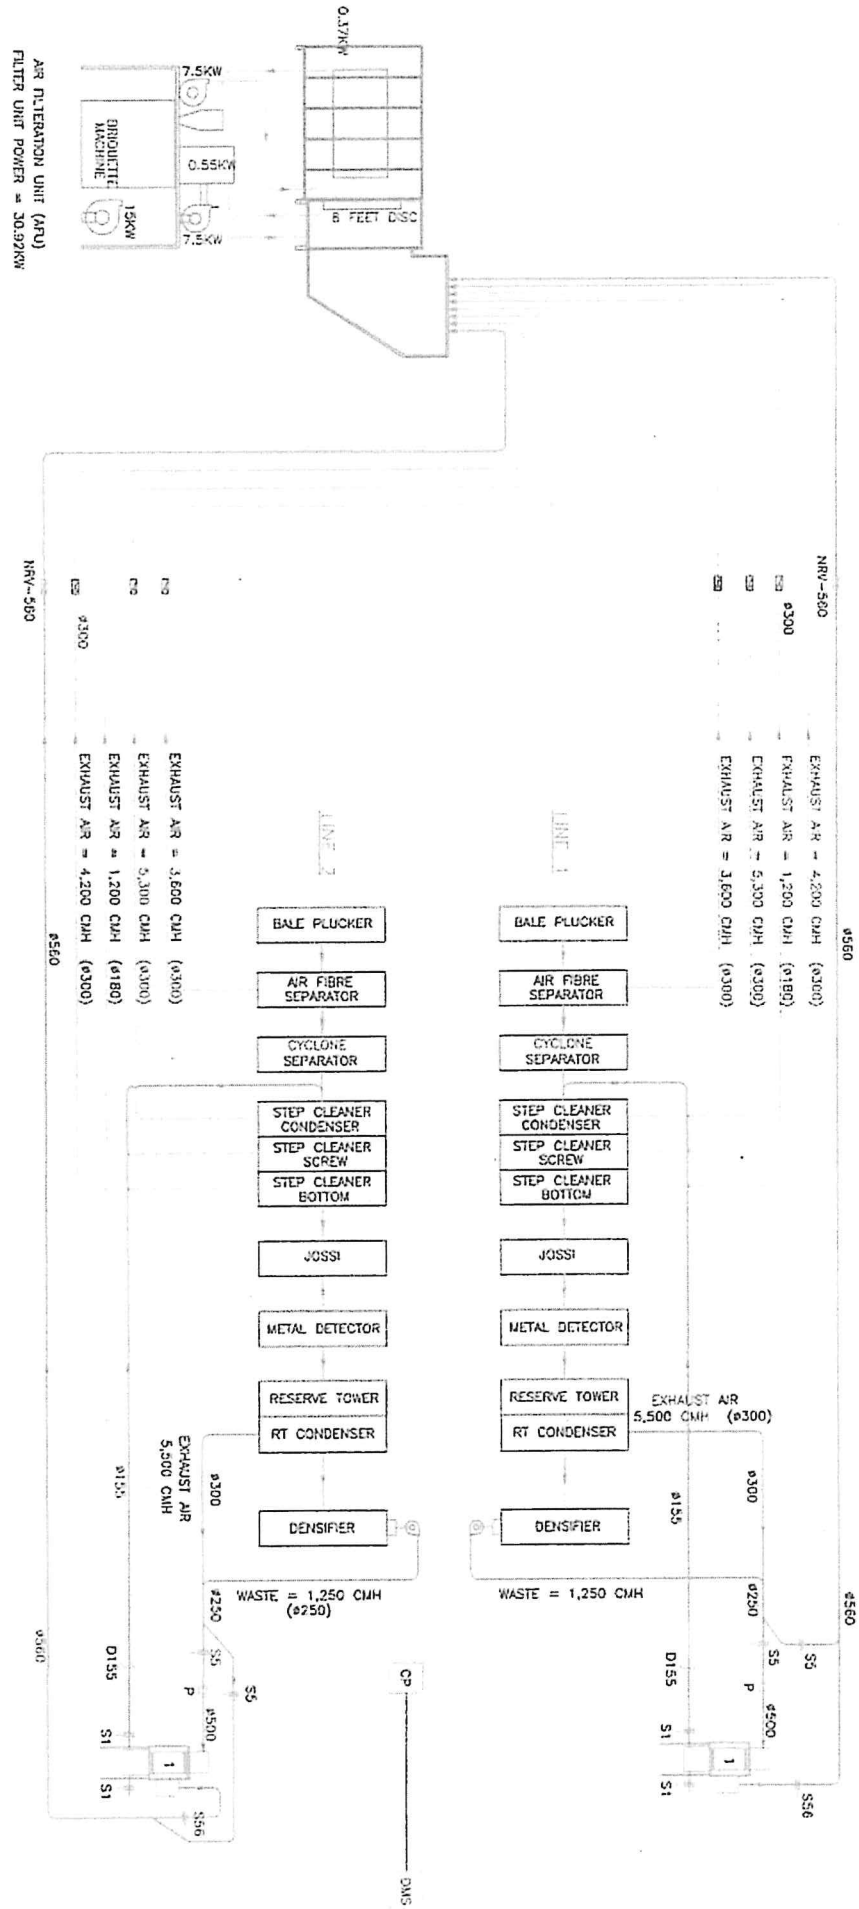 0.37KW
7.5KW
BRIQUETTE
MACHINE
0.55KW
15KW
7.5KW
AIR FILTERATION UNIT (AFU)
FILTER UNIT POWER = 30.92KW
NRV-560
NRV-560
ø300
ø300
EXHAUST AIR = 4,200 CMH (ø300)
EXHAUST AIR = 1,200 CMH (ø180)
EXHAUST AIR = 5,300 CMH (ø300)
EXHAUST AIR = 3,600 CMH (ø300)
EXHAUST AIR = 3,600 CMH (ø300)
EXHAUST AIR = 5,300 CMH (ø300)
EXHAUST AIR = 1,200 CMH (ø180)
EXHAUST AIR = 4,200 CMH (ø300)
ø560
ø560
LINE 2
BALE PLUCKER
AIR FIBRE
SEPARATOR
CYCLONE
SEPARATOR
STEP CLEANER
CONDENSER
STEP CLEANER
SCREW
STEP CLEANER
BOTTOM
JOSSI
METAL DETECTOR
RESERVE TOWER
RT CONDENSER
DENSIFIER
LINE 1
BALE PLUCKER
AIR FIBRE
SEPARATOR
CYCLONE
SEPARATOR
STEP CLEANER
CONDENSER
STEP CLEANER
SCREW
STEP CLEANER
BOTTOM
JOSSI
METAL DETECTOR
RESERVE TOWER
RT CONDENSER
DENSIFIER
EXHAUST AIR
5,500 CMH (ø300)
EXHAUST AIR
5,500 CMH
ø155
ø300
ø155
ø300
WASTE = 1,250 CMH
(ø250)
WASTE = 1,250 CMH
ø250
ø250
ø560
ø560
D155
S5
S5
P
ø500
S1
1
S1
S56
CP
DMS
D155
S5
S5
P
ø500
S1
1
S1
S56